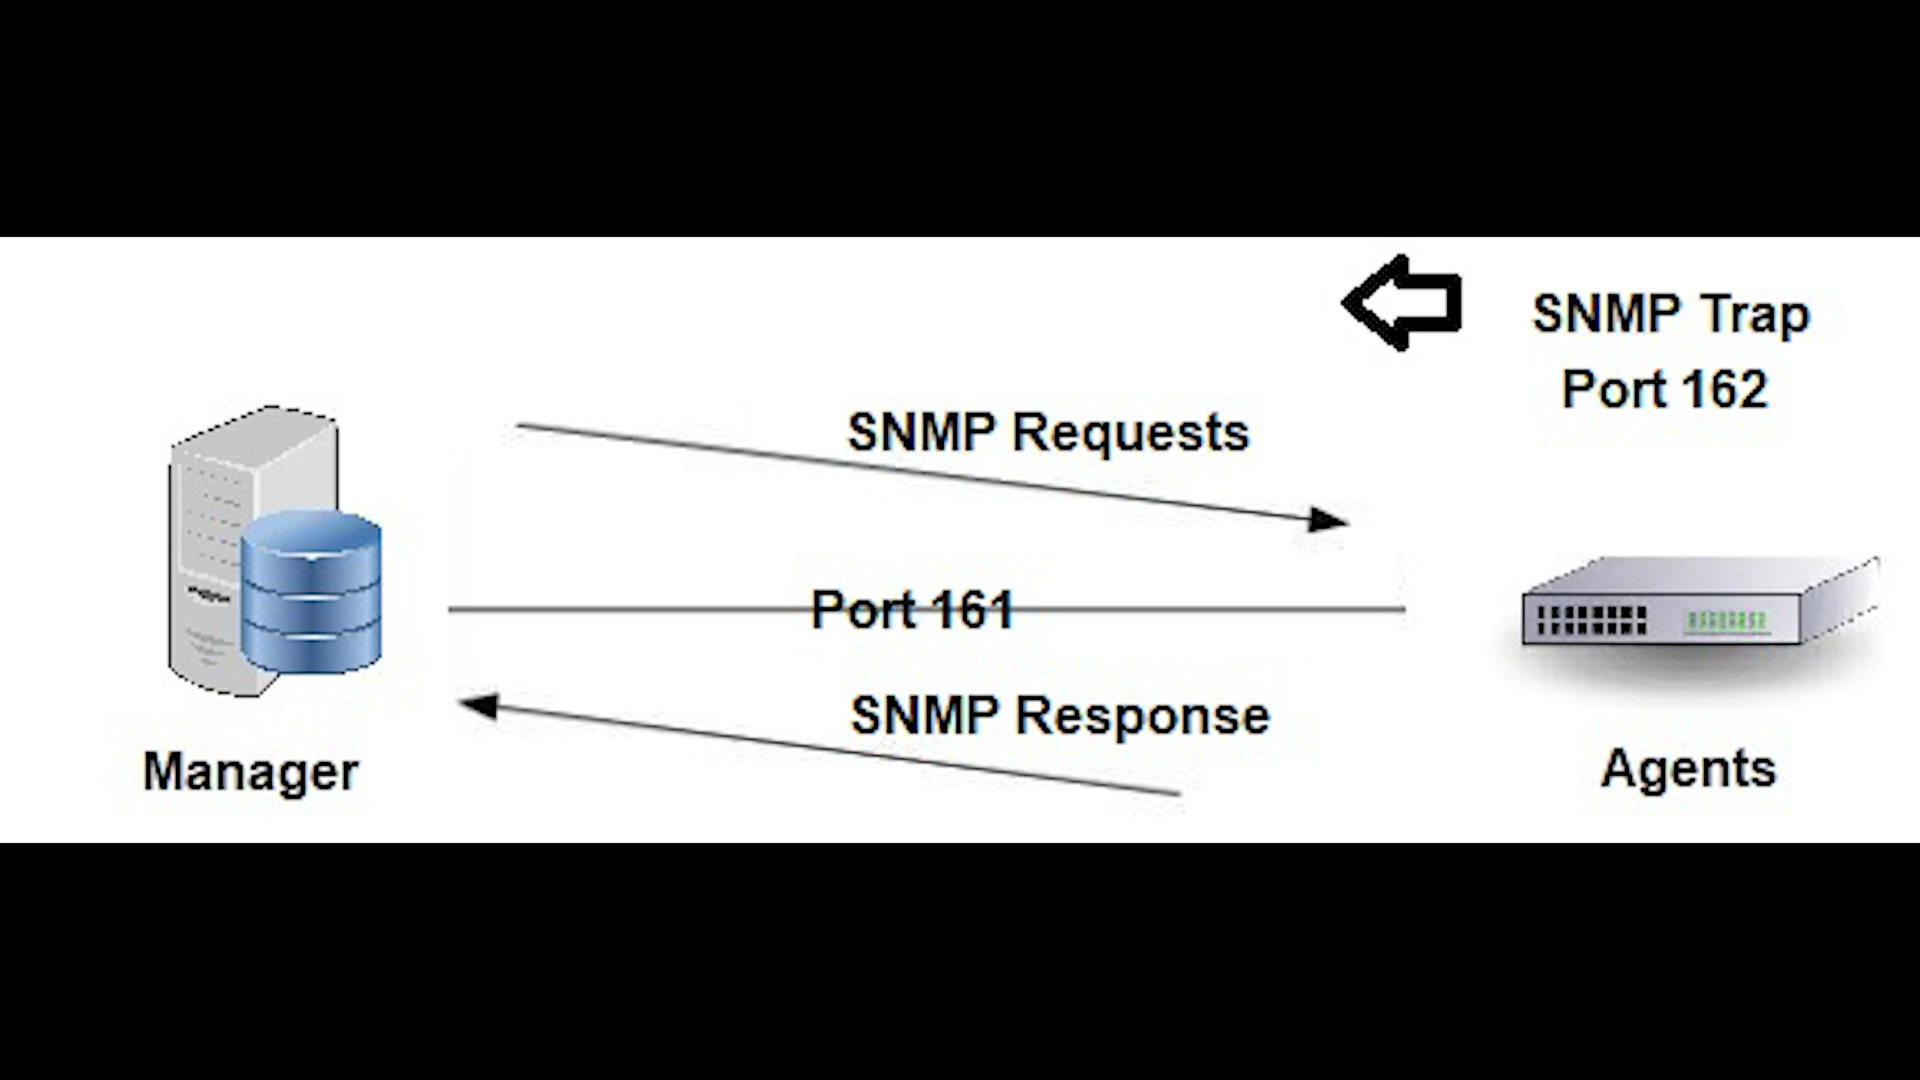 SNMP Trap
Port 162
SNMP Requests
Port 161
SNMP Response
Manager
Agents